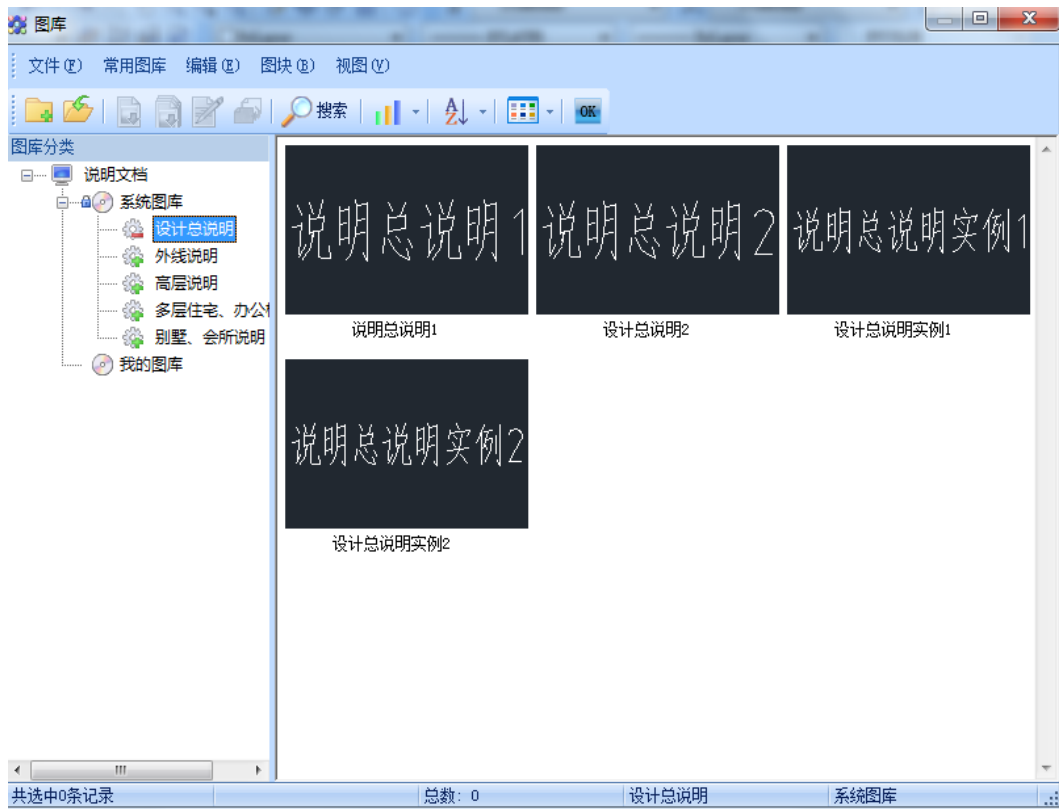 图库
文件(F) 常用图库 编辑(E) 图块(B) 视图(V)
搜索 A Z OK
图库分类
说明文档
系统图库
设计总说明
外线说明
高层说明
多层住宅、办公
别墅、会所说明
我的图库
说明总说明1 说明总说明2 说明总说明实例1
说明总说明1 设计总说明2 设计总说明实例1
说明总说明实例2
设计总说明实例2
共选中0条记录 总数: 0 设计总说明 系统图库